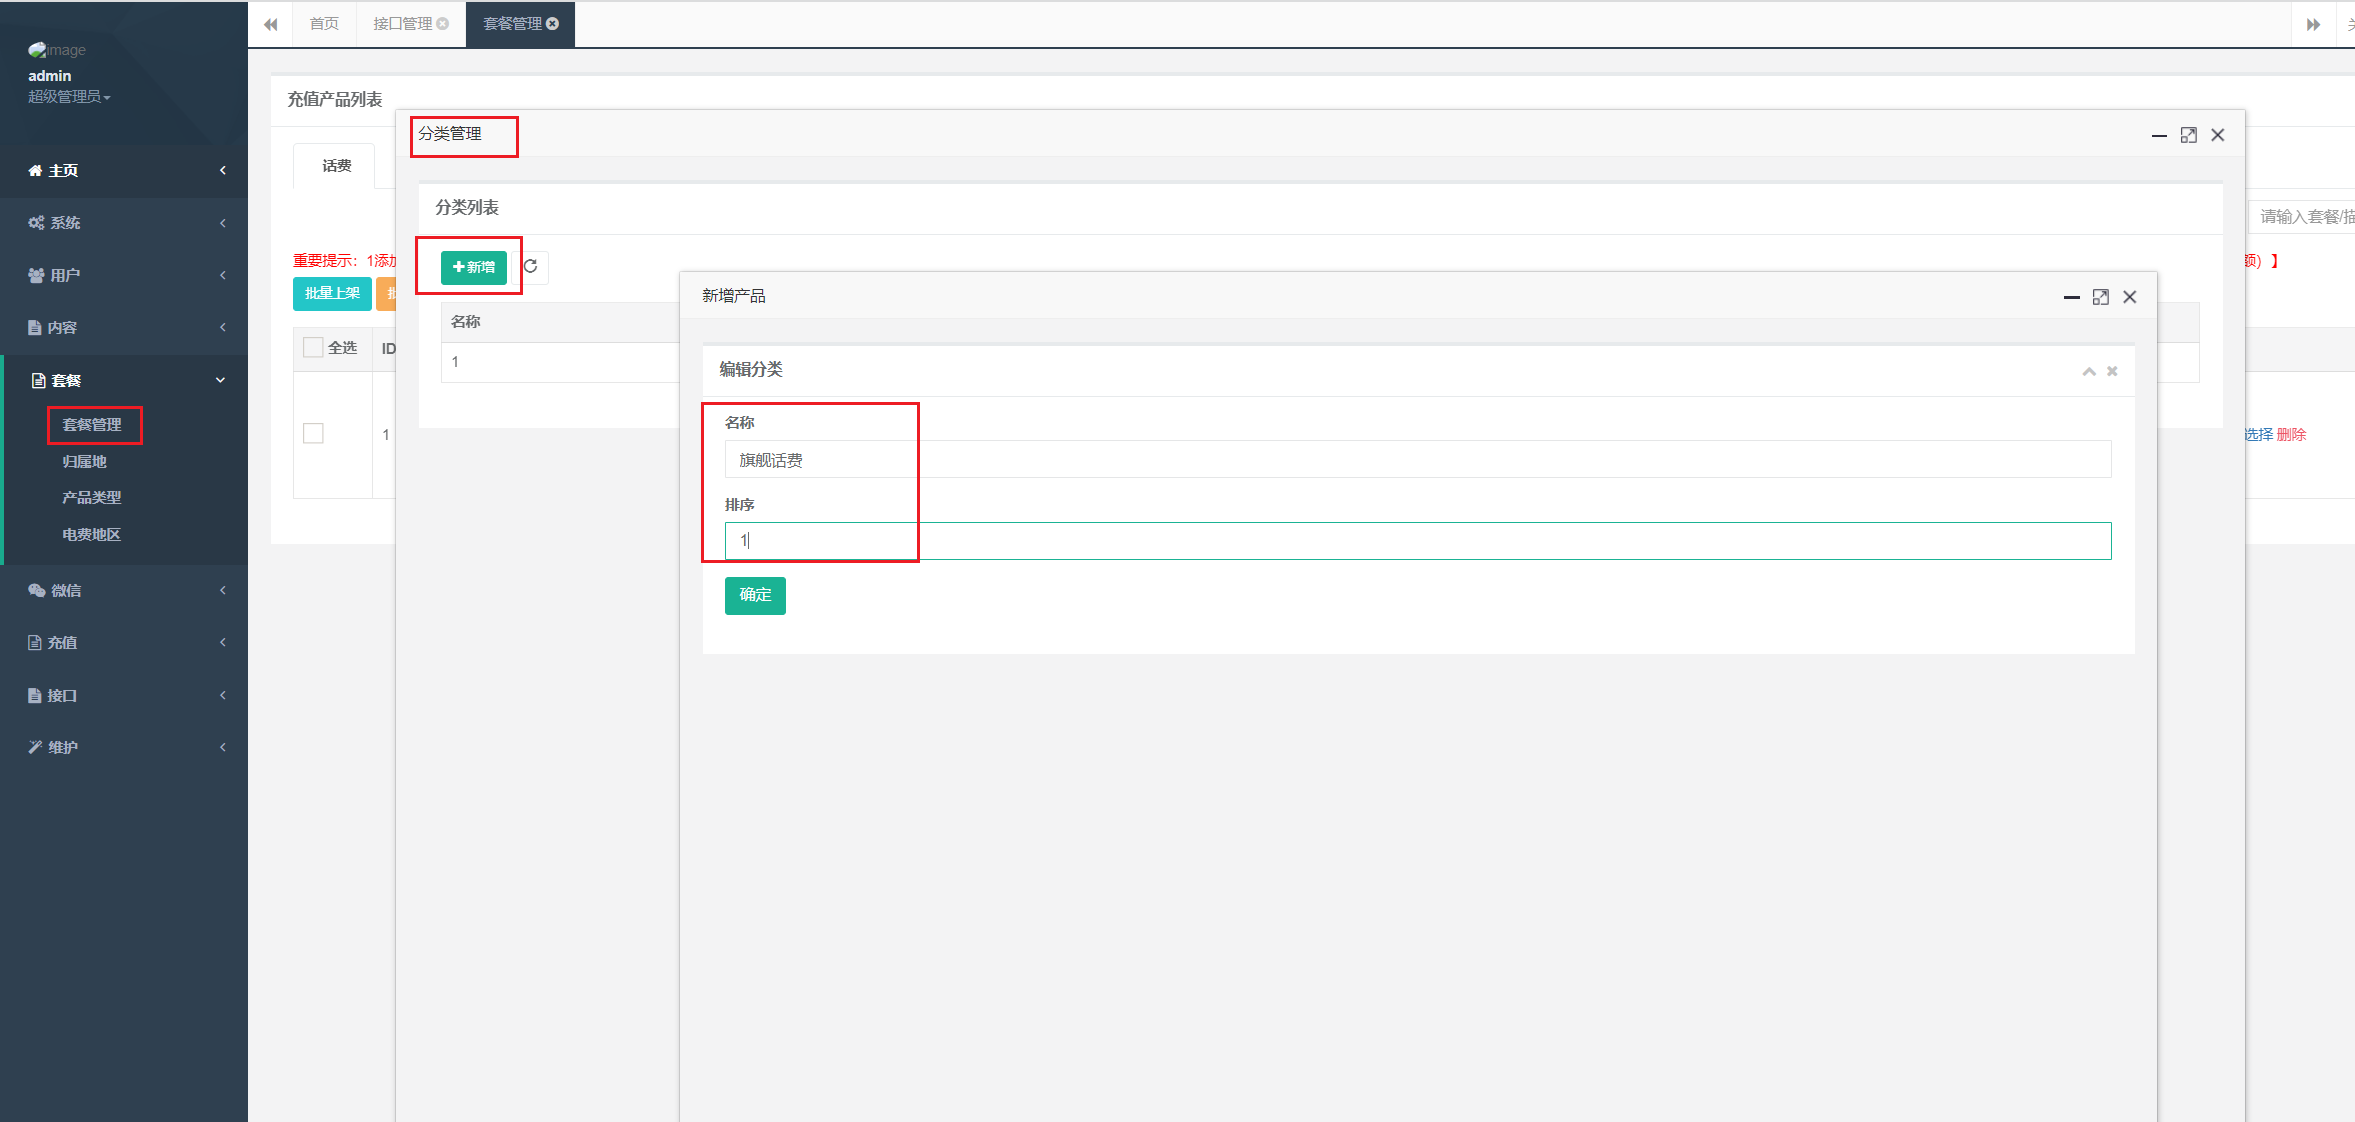 首页
接口管理
套餐管理
image
admin
超级管理员
主页
系统
用户
内容
套餐
套餐管理
归属地
产品类型
电费地区
微信
充值
接口
维护
充值产品列表
话费
请输入套餐/
重要提示：1添
额) 】
批量上架
全选
ID
1
选择 删除
分类管理
分类列表
新增
名称
1
新增产品
编辑分类
名称
旗舰话费
排序
1
确定